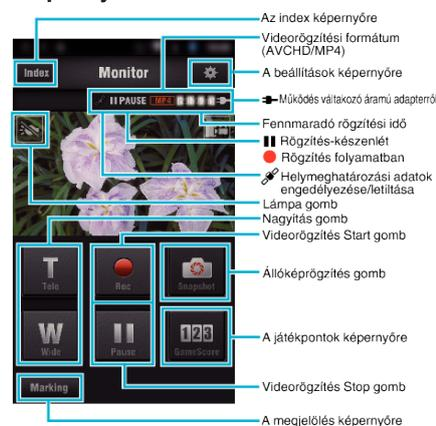 Az index képernyőre
Videorögzítési formátum
(AVCHD/MP4)
Index
Monitor
A beállítások képernyőre
Működés váltakozó áramú adapterről
II PAUSE MP4
Fennmaradó rögzítési idő
Rögzítés-készenlét
Rögzítés folyamatban
Helymeghatározási adatok
engedélyezése/letiltása
Lámpa gomb
Nagyítás gomb
Videorögzítés Start gomb
T
Tele
Rec
Snapshot
Állóképrögzítés gomb
W
Wide
Pause
123
GameScore
A játékpontok képernyőre
Marking
Videorögzítés Stop gomb
A megjelölés képernyőre